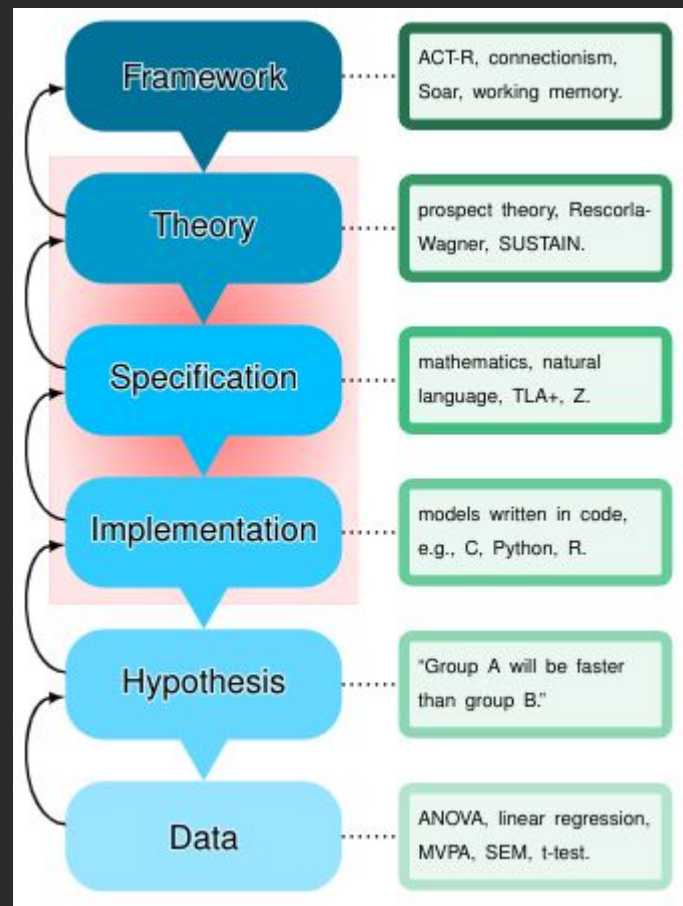 Framework
ACT-R, connectionism,
Soar, working memory.
Theory
prospect theory, Rescorla-
Wagner, SUSTAIN.
Specification
mathematics, natural
language, TLA+, Z.
Implementation
models written in code,
e.g., C, Python, R.
Hypothesis
“Group A will be faster
than group B.”
Data
ANOVA, linear regression,
MVPA, SEM, t-test.